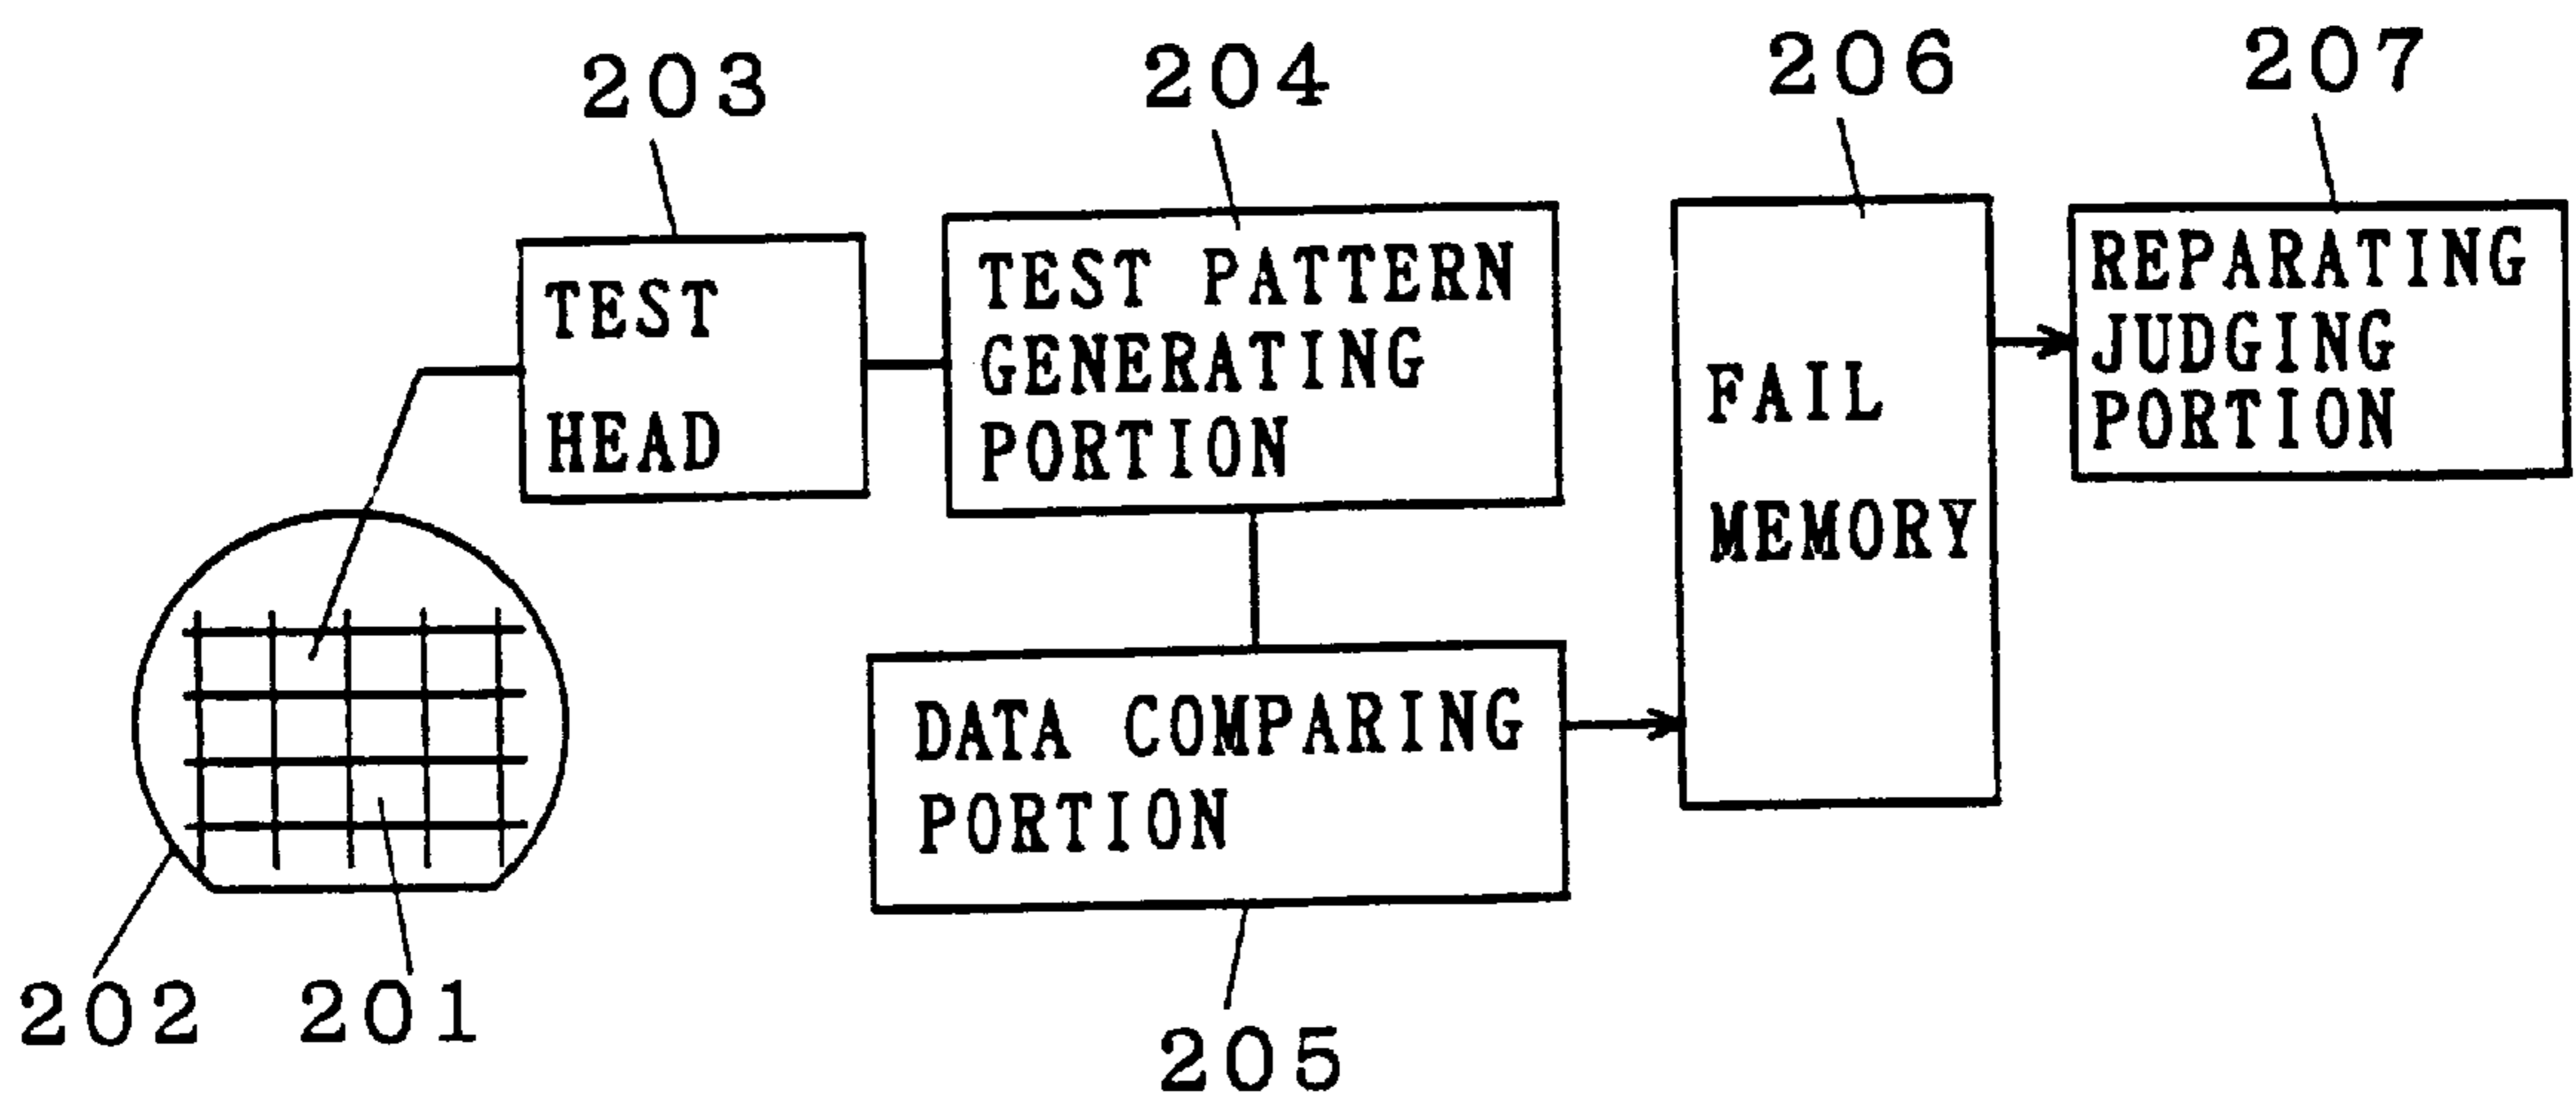 203
204
206
207
TEST
HEAD
TEST PATTERN
GENERATING
PORTION
FAIL
MEMORY
REPARATING
JUDGING
PORTION
DATA COMPARING
PORTION
202
201
205